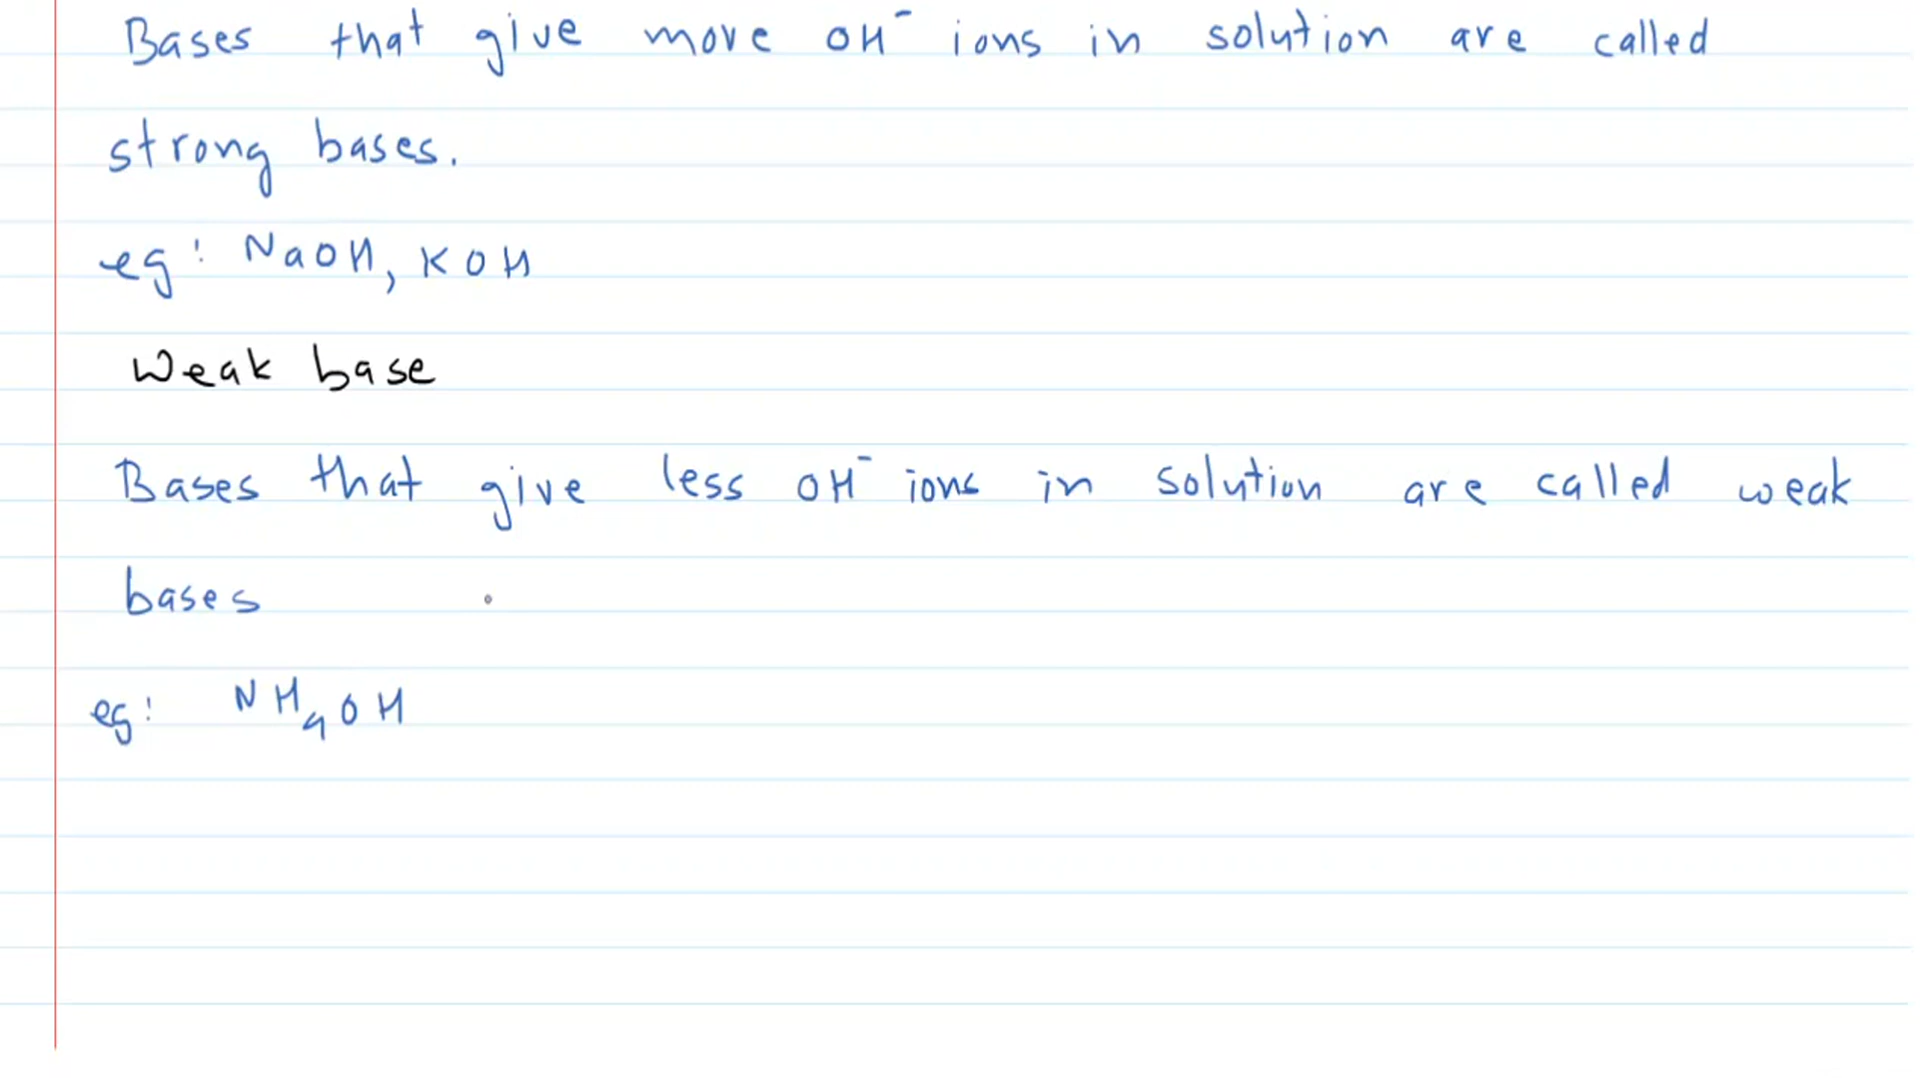 Bases that give more OH⁻ ions in solution are called
strong bases.
eg: NaOH, KOH
Weak base
Bases that give less OH⁻ ions in solution are called weak
bases
eg: NH₄OH